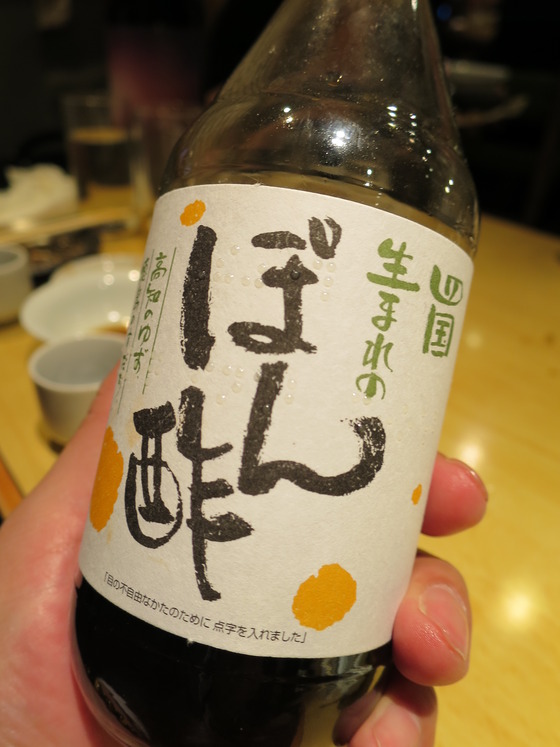 四国
生まれの
ぽん
酢
高知のゆず
「目の不自由なかたのために 点字を入れました」